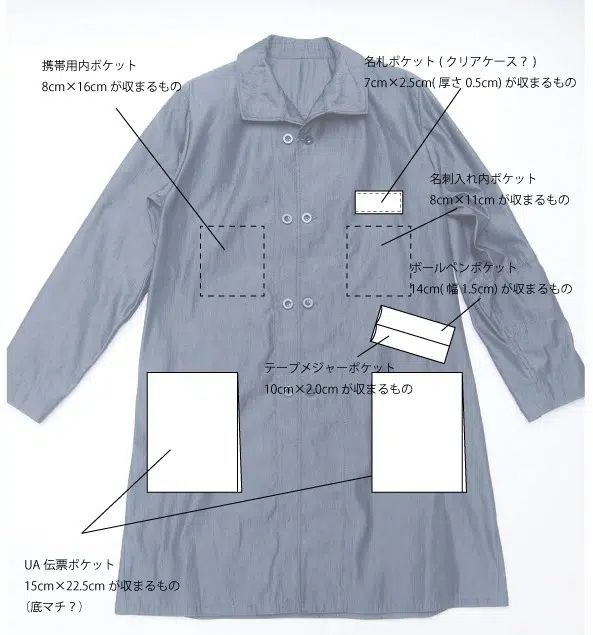 携帯用内ポケット
8cm×16cm が収まるもの
名札ポケット ( クリアケース？ )
7cm×2.5cm( 厚さ 0.5cm) が収まるもの
名刺入れ内ポケット
8cm×11cm が収まるもの
ボールペンポケット
14cm( 幅 1.5cm) が収まるもの
テープメジャーポケット
10cm×2.0cm が収まるもの
UA 伝票ポケット
15cm×22.5cm が収まるもの
（底マチ？）